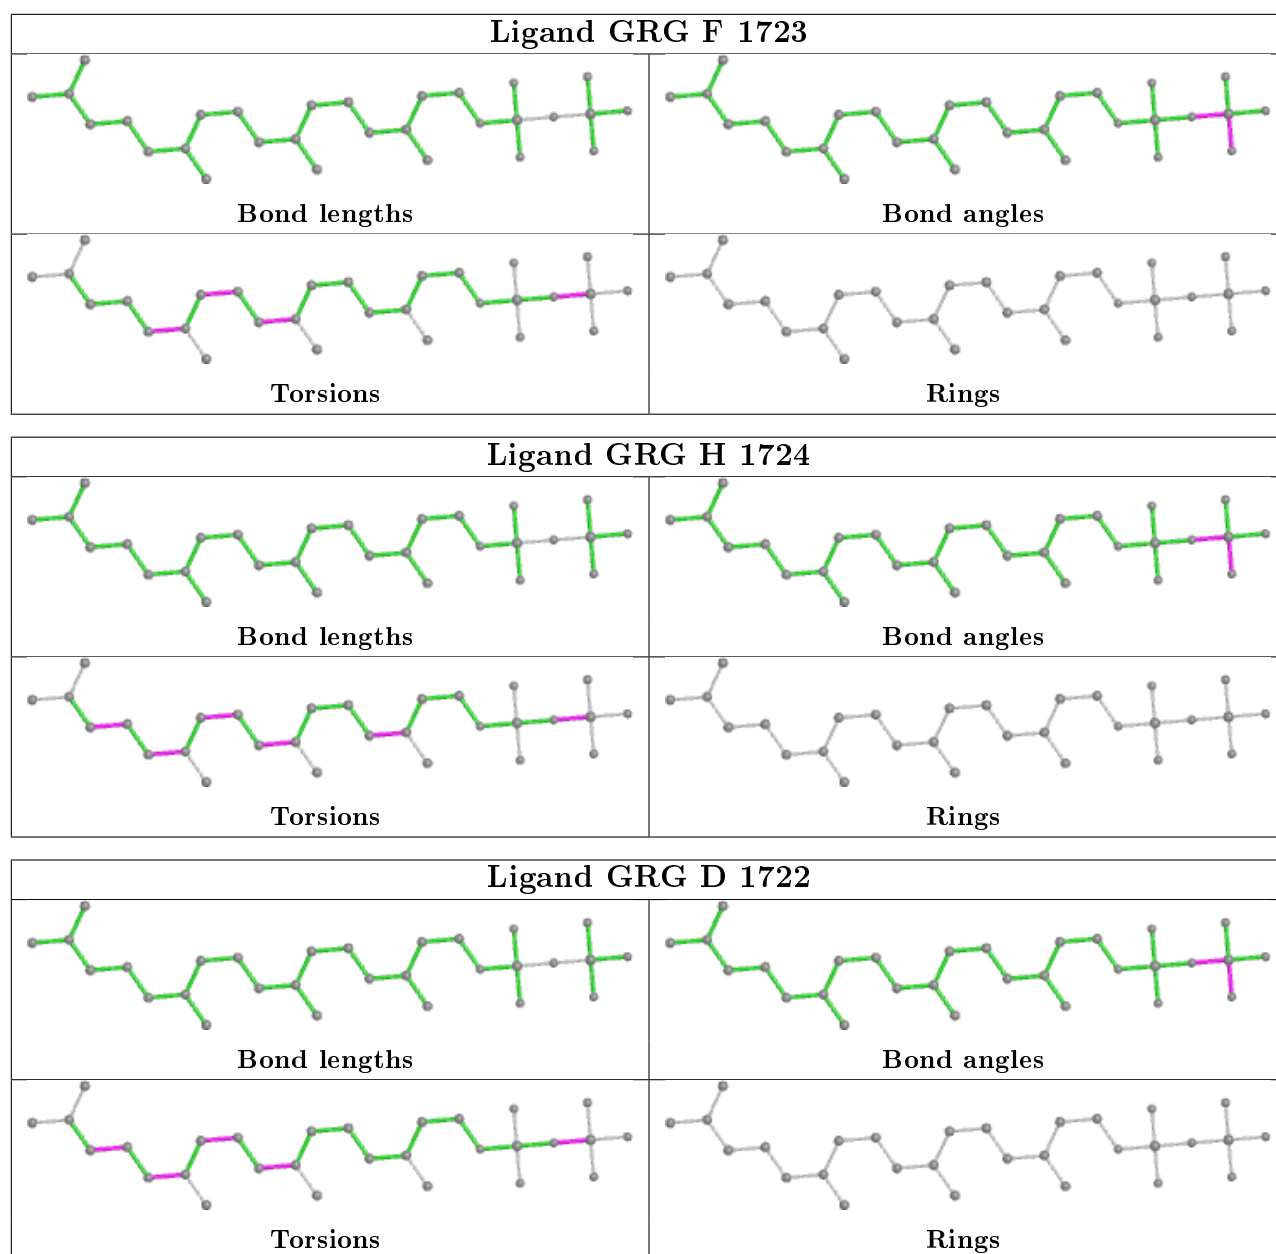 Ligand GRG F 1723
Bond lengths
Bond angles
Torsions
Rings
Ligand GRG H 1724
Bond lengths
Bond angles
Torsions
Rings
Ligand GRG D 1722
Bond lengths
Bond angles
Torsions
Rings